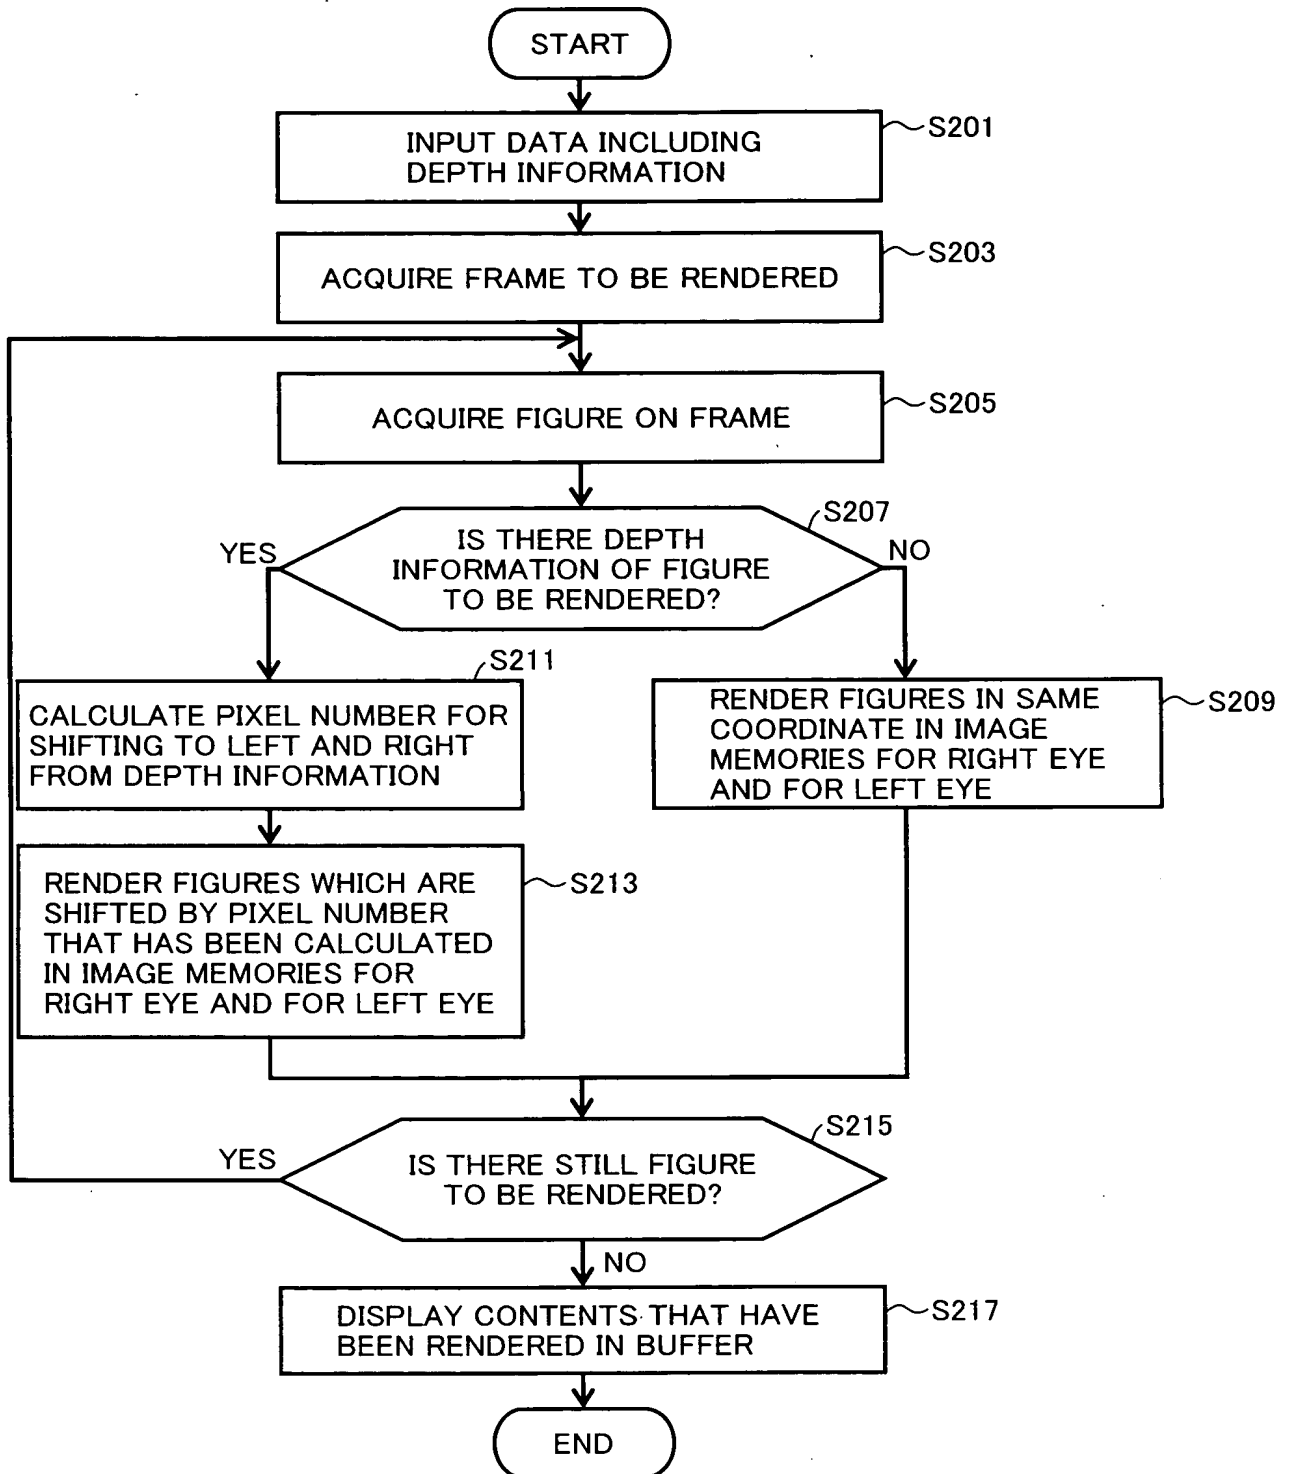 START
INPUT DATA INCLUDING
DEPTH INFORMATION
S201
ACQUIRE FRAME TO BE RENDERED
S203
ACQUIRE FIGURE ON FRAME
S205
IS THERE DEPTH
INFORMATION OF FIGURE
TO BE RENDERED?
S207
YES
NO
S211
CALCULATE PIXEL NUMBER FOR
SHIFTING TO LEFT AND RIGHT
FROM DEPTH INFORMATION
RENDER FIGURES IN SAME
COORDINATE IN IMAGE
MEMORIES FOR RIGHT EYE
AND FOR LEFT EYE
S209
RENDER FIGURES WHICH ARE
SHIFTED BY PIXEL NUMBER
THAT HAS BEEN CALCULATED
IN IMAGE MEMORIES FOR
RIGHT EYE AND FOR LEFT EYE
S213
S215
YES
IS THERE STILL FIGURE
TO BE RENDERED?
NO
DISPLAY CONTENTS THAT HAVE
BEEN RENDERED IN BUFFER
S217
END